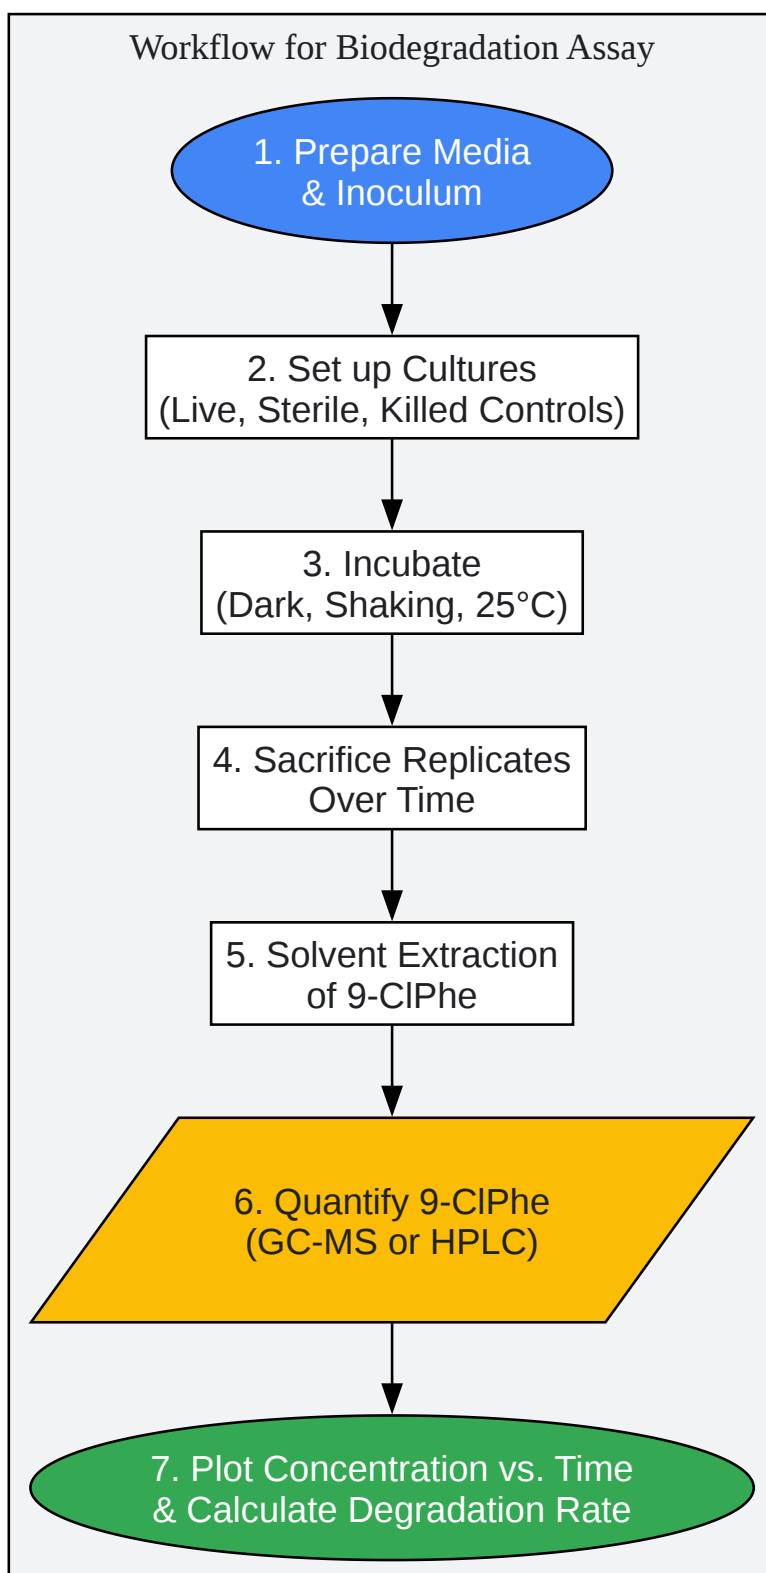 Workflow for Biodegradation Assay
1. Prepare Media
& Inoculum
2. Set up Cultures
(Live, Sterile, Killed Controls)
3. Incubate
(Dark, Shaking, 25°C)
4. Sacrifice Replicates
Over Time
5. Solvent Extraction
of 9-ClPhe
6. Quantify 9-ClPhe
(GC-MS or HPLC)
7. Plot Concentration vs. Time
& Calculate Degradation Rate